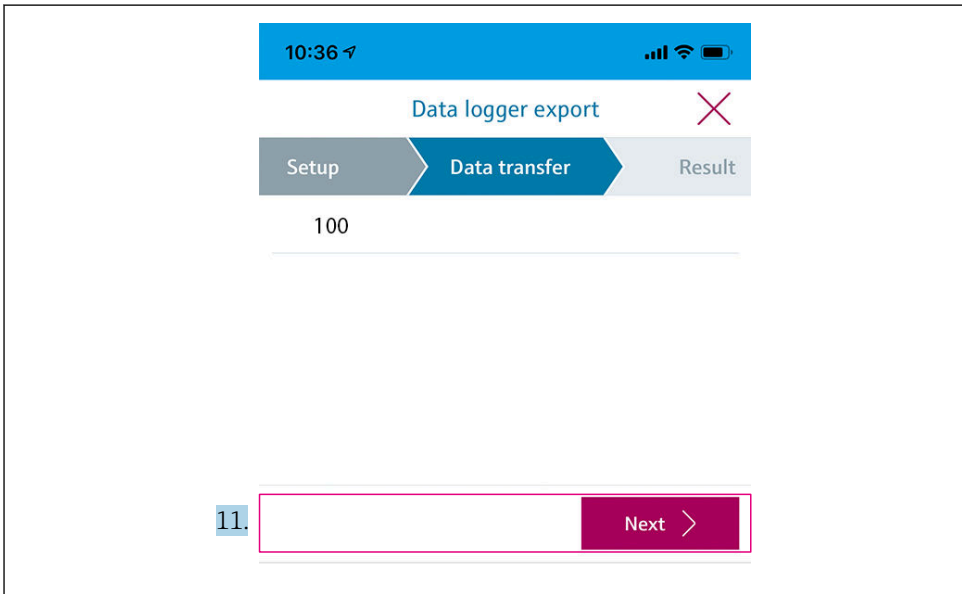 10:36
Data logger export
Setup Data transfer Result
100
11. Next